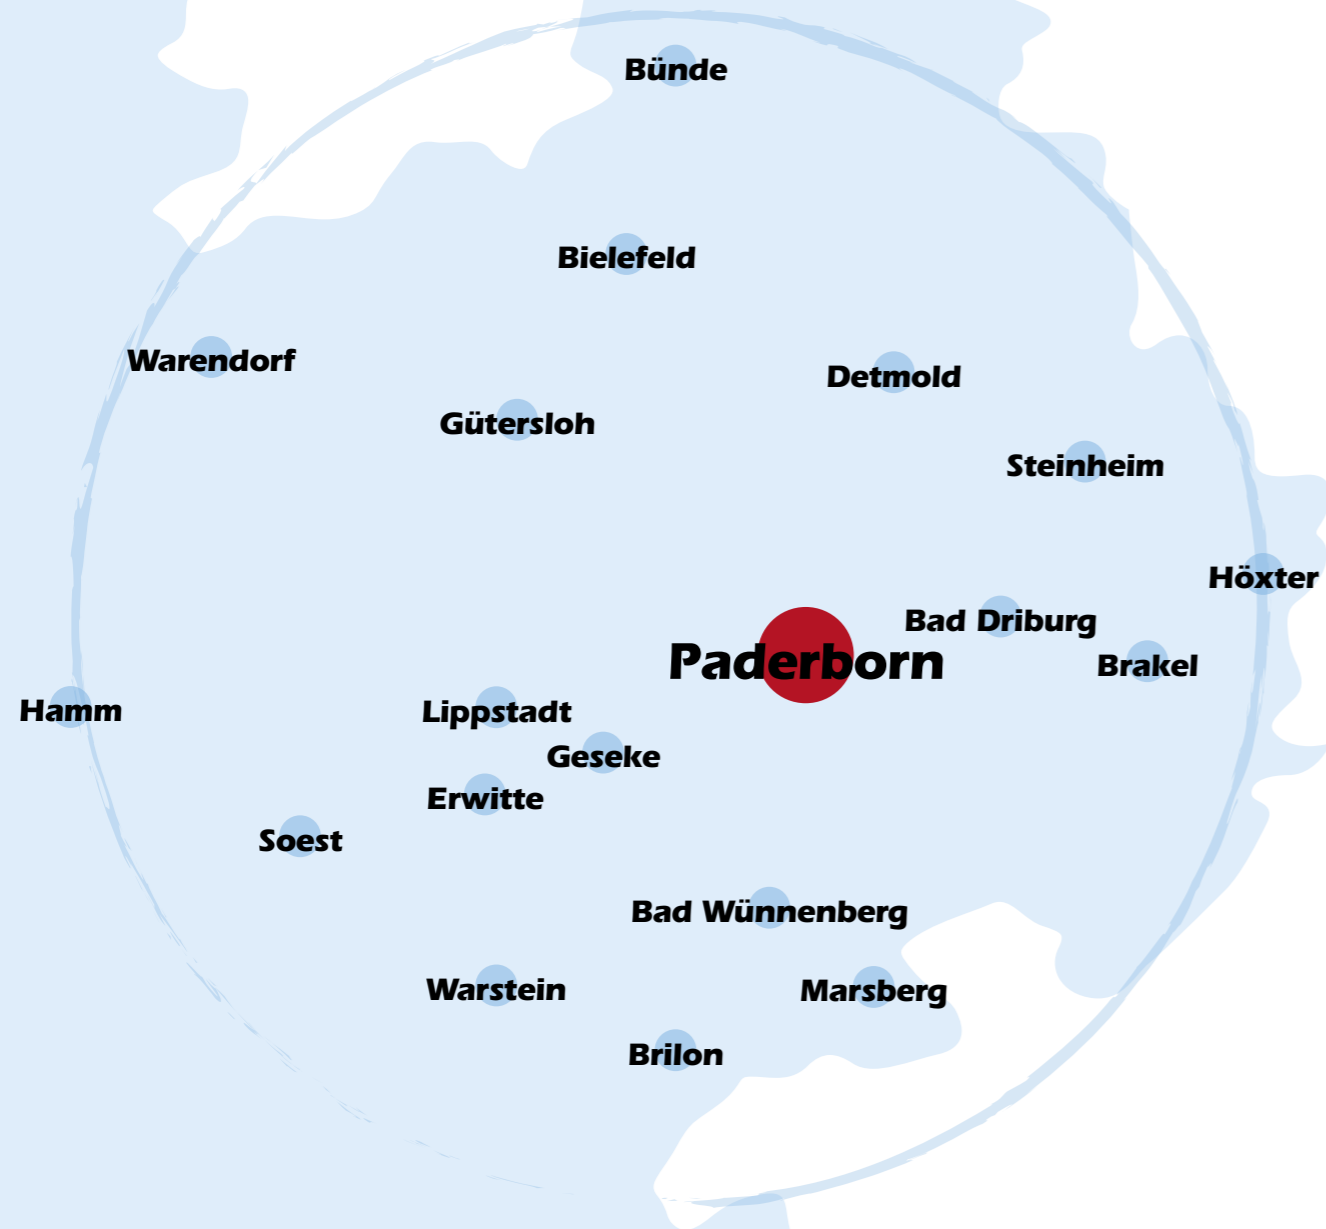 Bünde
Bielefeld
Warendorf
Detmold
Gütersloh
Steinheim
Höxter
Bad Driburg
Paderborn
Brakel
Hamm
Lippstadt
Geseke
Erwitte
Soest
Bad Wünnenberg
Warstein
Marsberg
Brilon